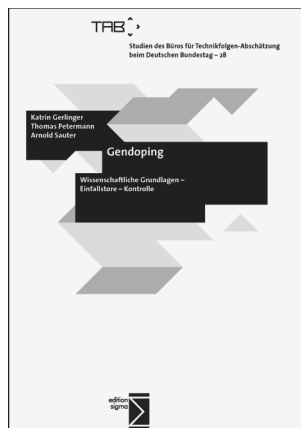 TAB
Studien des Büros für Technikfolgen-Abschätzung
beim Deutschen Bundestag – 28
Katrin Gerlinger
Thomas Petermann
Arnold Sauter
Gendoping
Wissenschaftliche Grundlagen –
Einfallstore – Kontrolle
edition
sigma